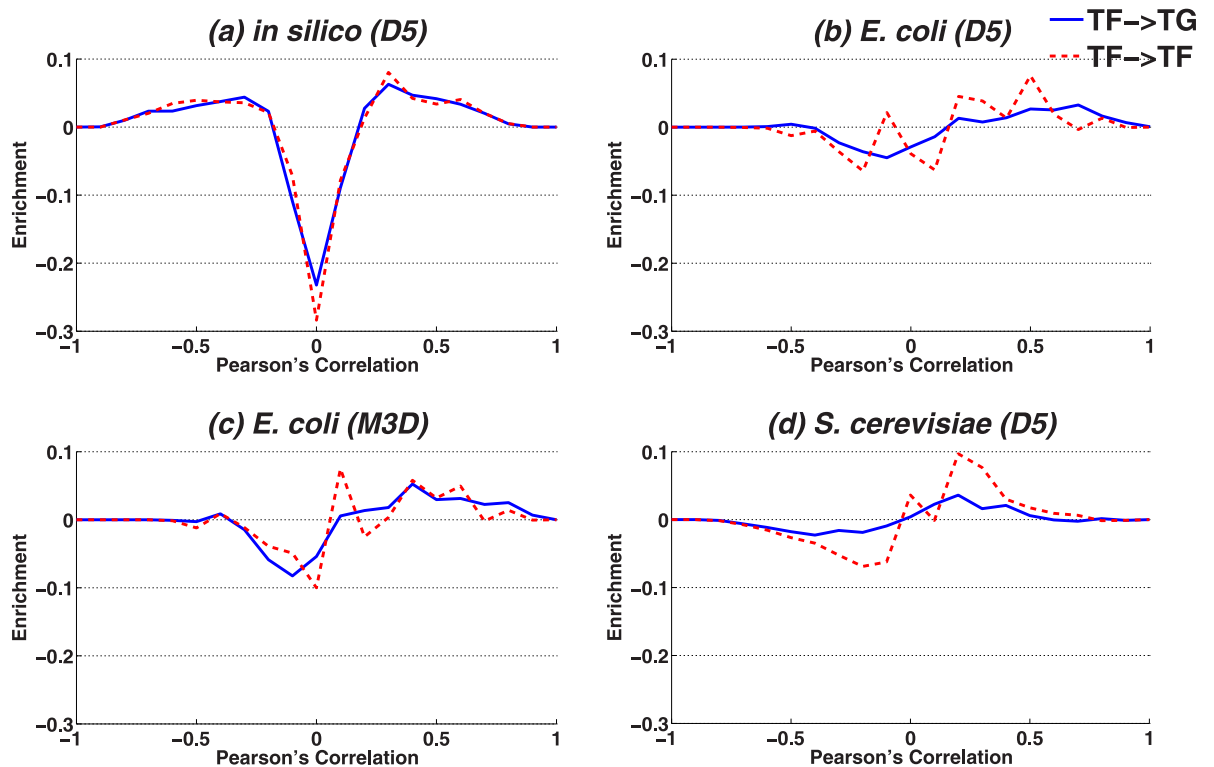 (a) in silico (D5)
0.1
0
−0.1
−0.2
−0.3
Enrichment
−1
−0.5
0
0.5
1
Pearson's Correlation
(b) E. coli (D5)
TF−>TG
TF−>TF
0.1
0
−0.1
−0.2
−0.3
Enrichment
−1
−0.5
0
0.5
1
Pearson's Correlation
(c) E. coli (M3D)
0.1
0
−0.1
−0.2
−0.3
Enrichment
−1
−0.5
0
0.5
1
Pearson's Correlation
(d) S. cerevisiae (D5)
0.1
0
−0.1
−0.2
−0.3
Enrichment
−1
−0.5
0
0.5
1
Pearson's Correlation